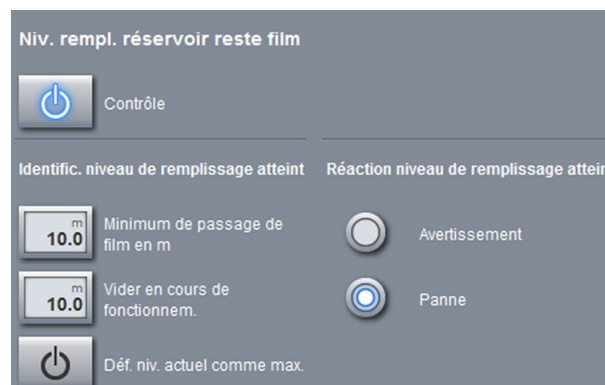 Niv. rempl. réservoir reste film
Contrôle
Identific. niveau de remplissage atteint
m
10.0
Minimum de passage de
film en m
m
10.0
Vider en cours de
fonctionnem.
Déf. niv. actuel comme max.
Réaction niveau de remplissage attein
Avertissement
Panne